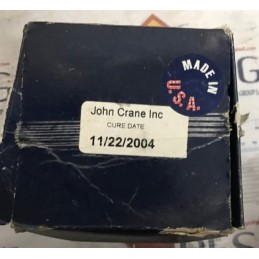 MADE IN
U.S.A.
John Crane Inc
CURE DATE
11/22/2004